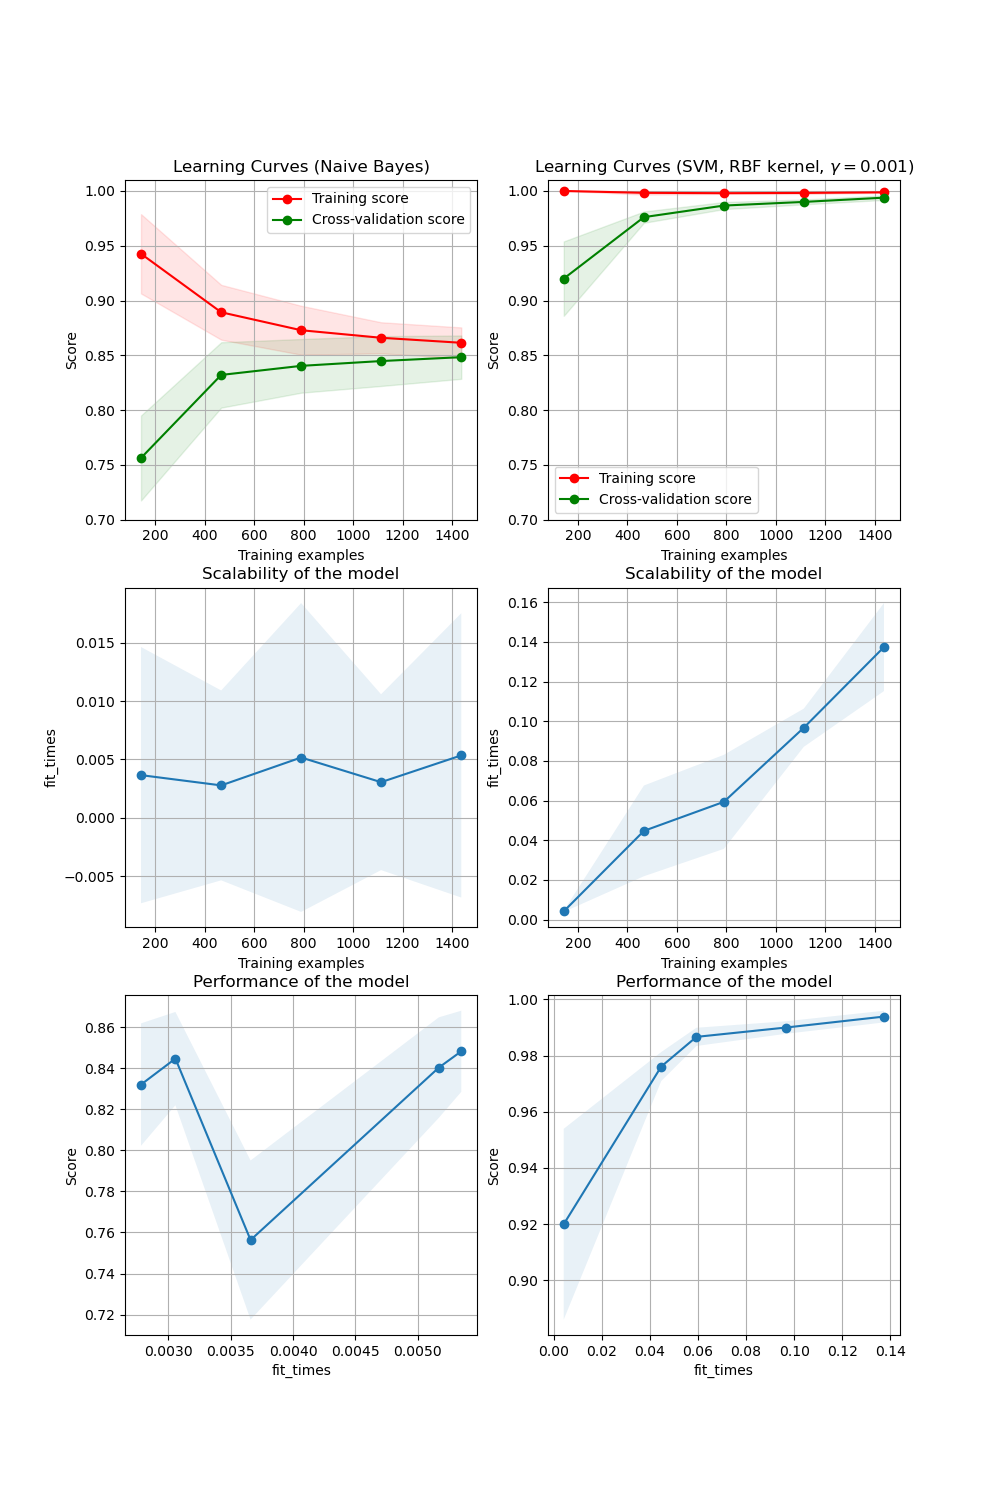 Learning Curves (Naive Bayes)
1.00
0.95
0.90
0.85
0.80
0.75
0.70
Score
Training score
Cross-validation score
200 400 600 800 1000 1200 1400
Training examples
Learning Curves (SVM, RBF kernel, γ = 0.001)
1.00
0.95
0.90
0.85
0.80
0.75
0.70
Score
Training score
Cross-validation score
200 400 600 800 1000 1200 1400
Training examples
Scalability of the model
0.015
0.010
0.005
0.000
−0.005
fit_times
200 400 600 800 1000 1200 1400
Training examples
Scalability of the model
0.16
0.14
0.12
0.10
0.08
0.06
0.04
0.02
0.00
fit_times
200 400 600 800 1000 1200 1400
Training examples
Performance of the model
0.86
0.84
0.82
0.80
0.78
0.76
0.74
0.72
Score
0.0030 0.0035 0.0040 0.0045 0.0050
fit_times
Performance of the model
1.00
0.98
0.96
0.94
0.92
0.90
Score
0.00 0.02 0.04 0.06 0.08 0.10 0.12 0.14
fit_times